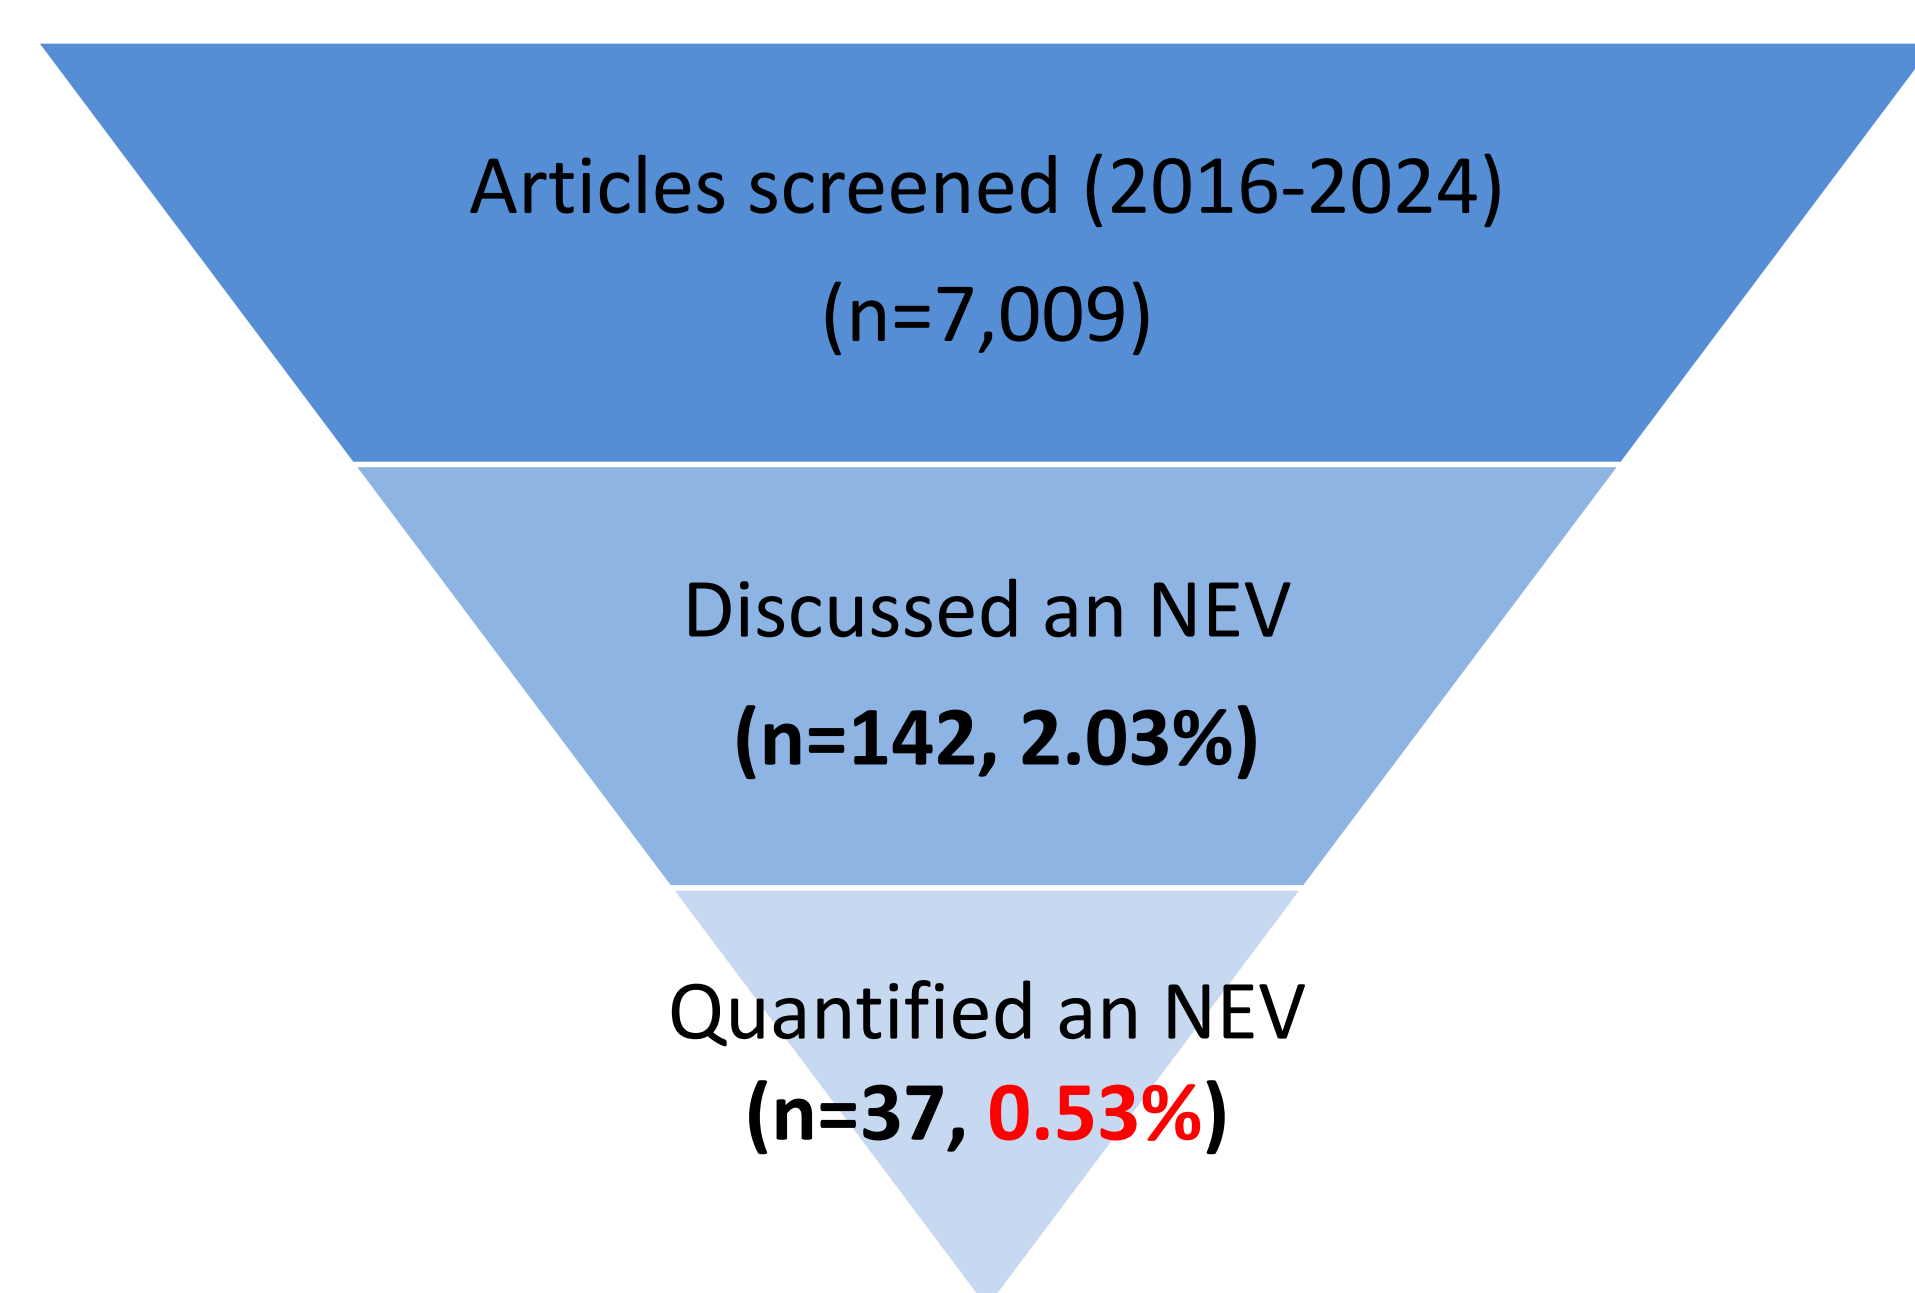 Articles screened (2016-2024)
(n=7,009)
Discussed an NEV
(n=142, 2.03%)
Quantified an NEV
(n=37, 0.53%)